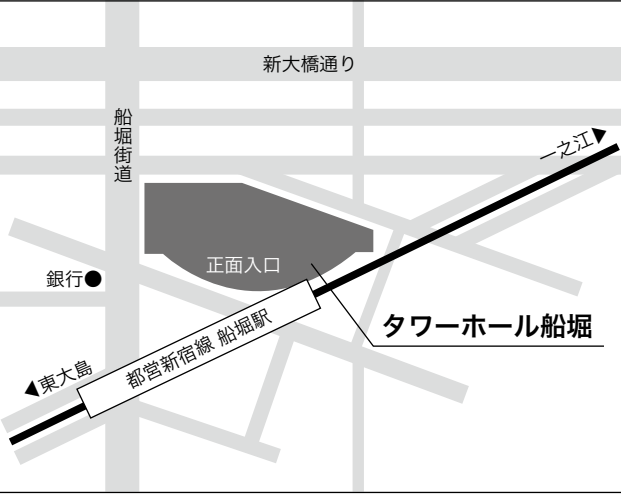 新大橋通り
船堀街道
一之江▶
正面入口
銀行●
タワーホール船堀
都営新宿線 船堀駅
◀東大島